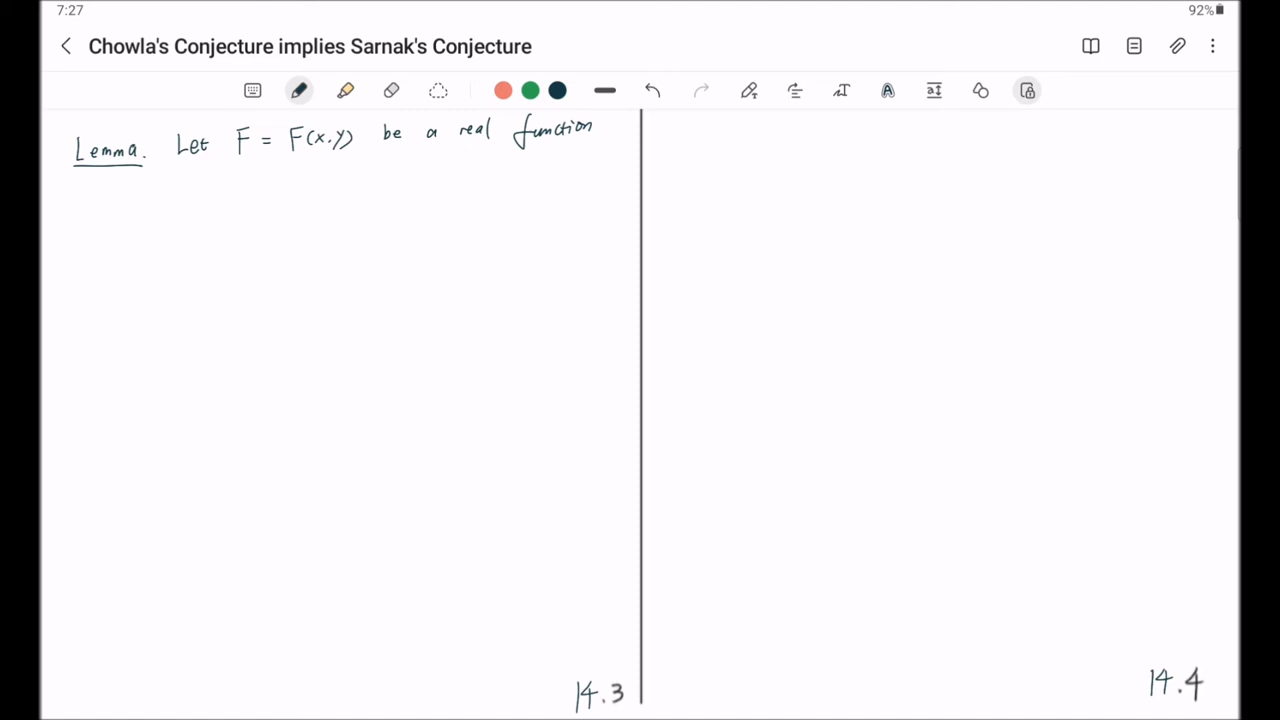 7:27
92%
Chowla's Conjecture implies Sarnak's Conjecture
Lemma. Let F = F(x,y) be a real function
14.3
14.4